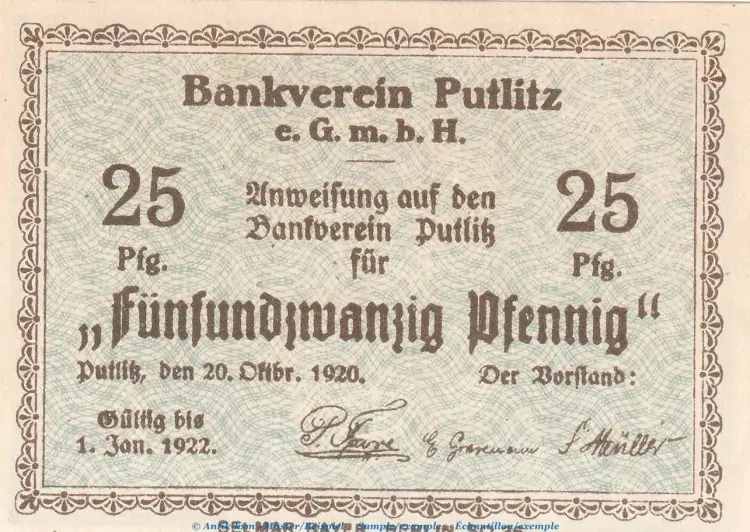 Bankverein Putlitz
e. G. m. b. H.
25 Pfg.
Anweisung auf den
Bankverein Putlitz
für
25 Pfg.
„Fünfundzwanzig Pfennig“
Putlitz, den 20. Oktbr. 1920.
Der Vorstand:
Gültig bis
1. Jan. 1922.
Müller